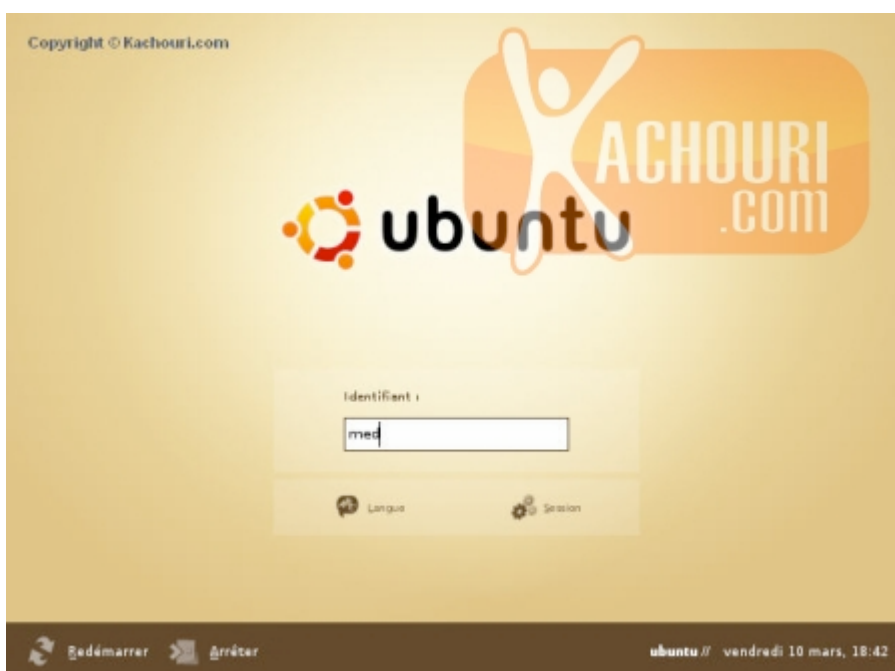 Copyright © Kachouri.com
KACHOURI
.COM
ubuntu
Identifiant :
med
Langue
Session
Redémarrer Arrêter ubuntu // vendredi 10 mars, 18:42